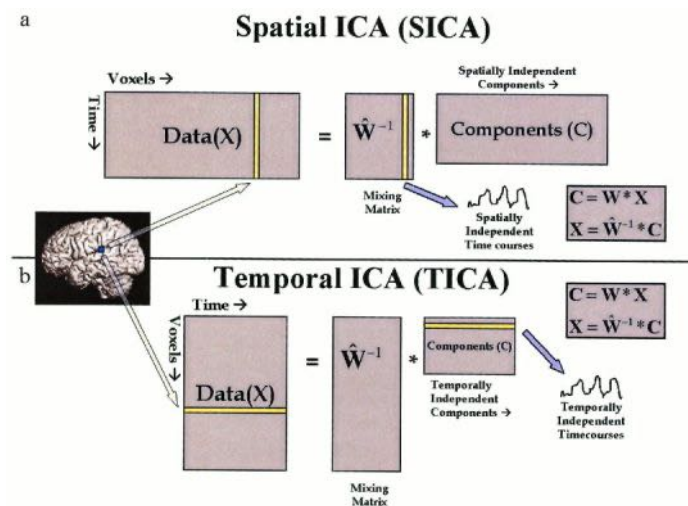 a
Spatial ICA (SICA)
Voxels →
Time →
Data(X)
=
Ŵ⁻¹
*
Spatially Independent
Components →
Components (C)
Mixing
Matrix
Spatially
Independent
Time courses
C = W * X
X = Ŵ⁻¹ * C
b
Temporal ICA (TICA)
Time →
Voxels →
Data(X)
=
Ŵ⁻¹
*
Components (C)
Temporally
Independent
Components →
Mixing
Matrix
Temporally
Independent
Timecourses
C = W * X
X = Ŵ⁻¹ * C